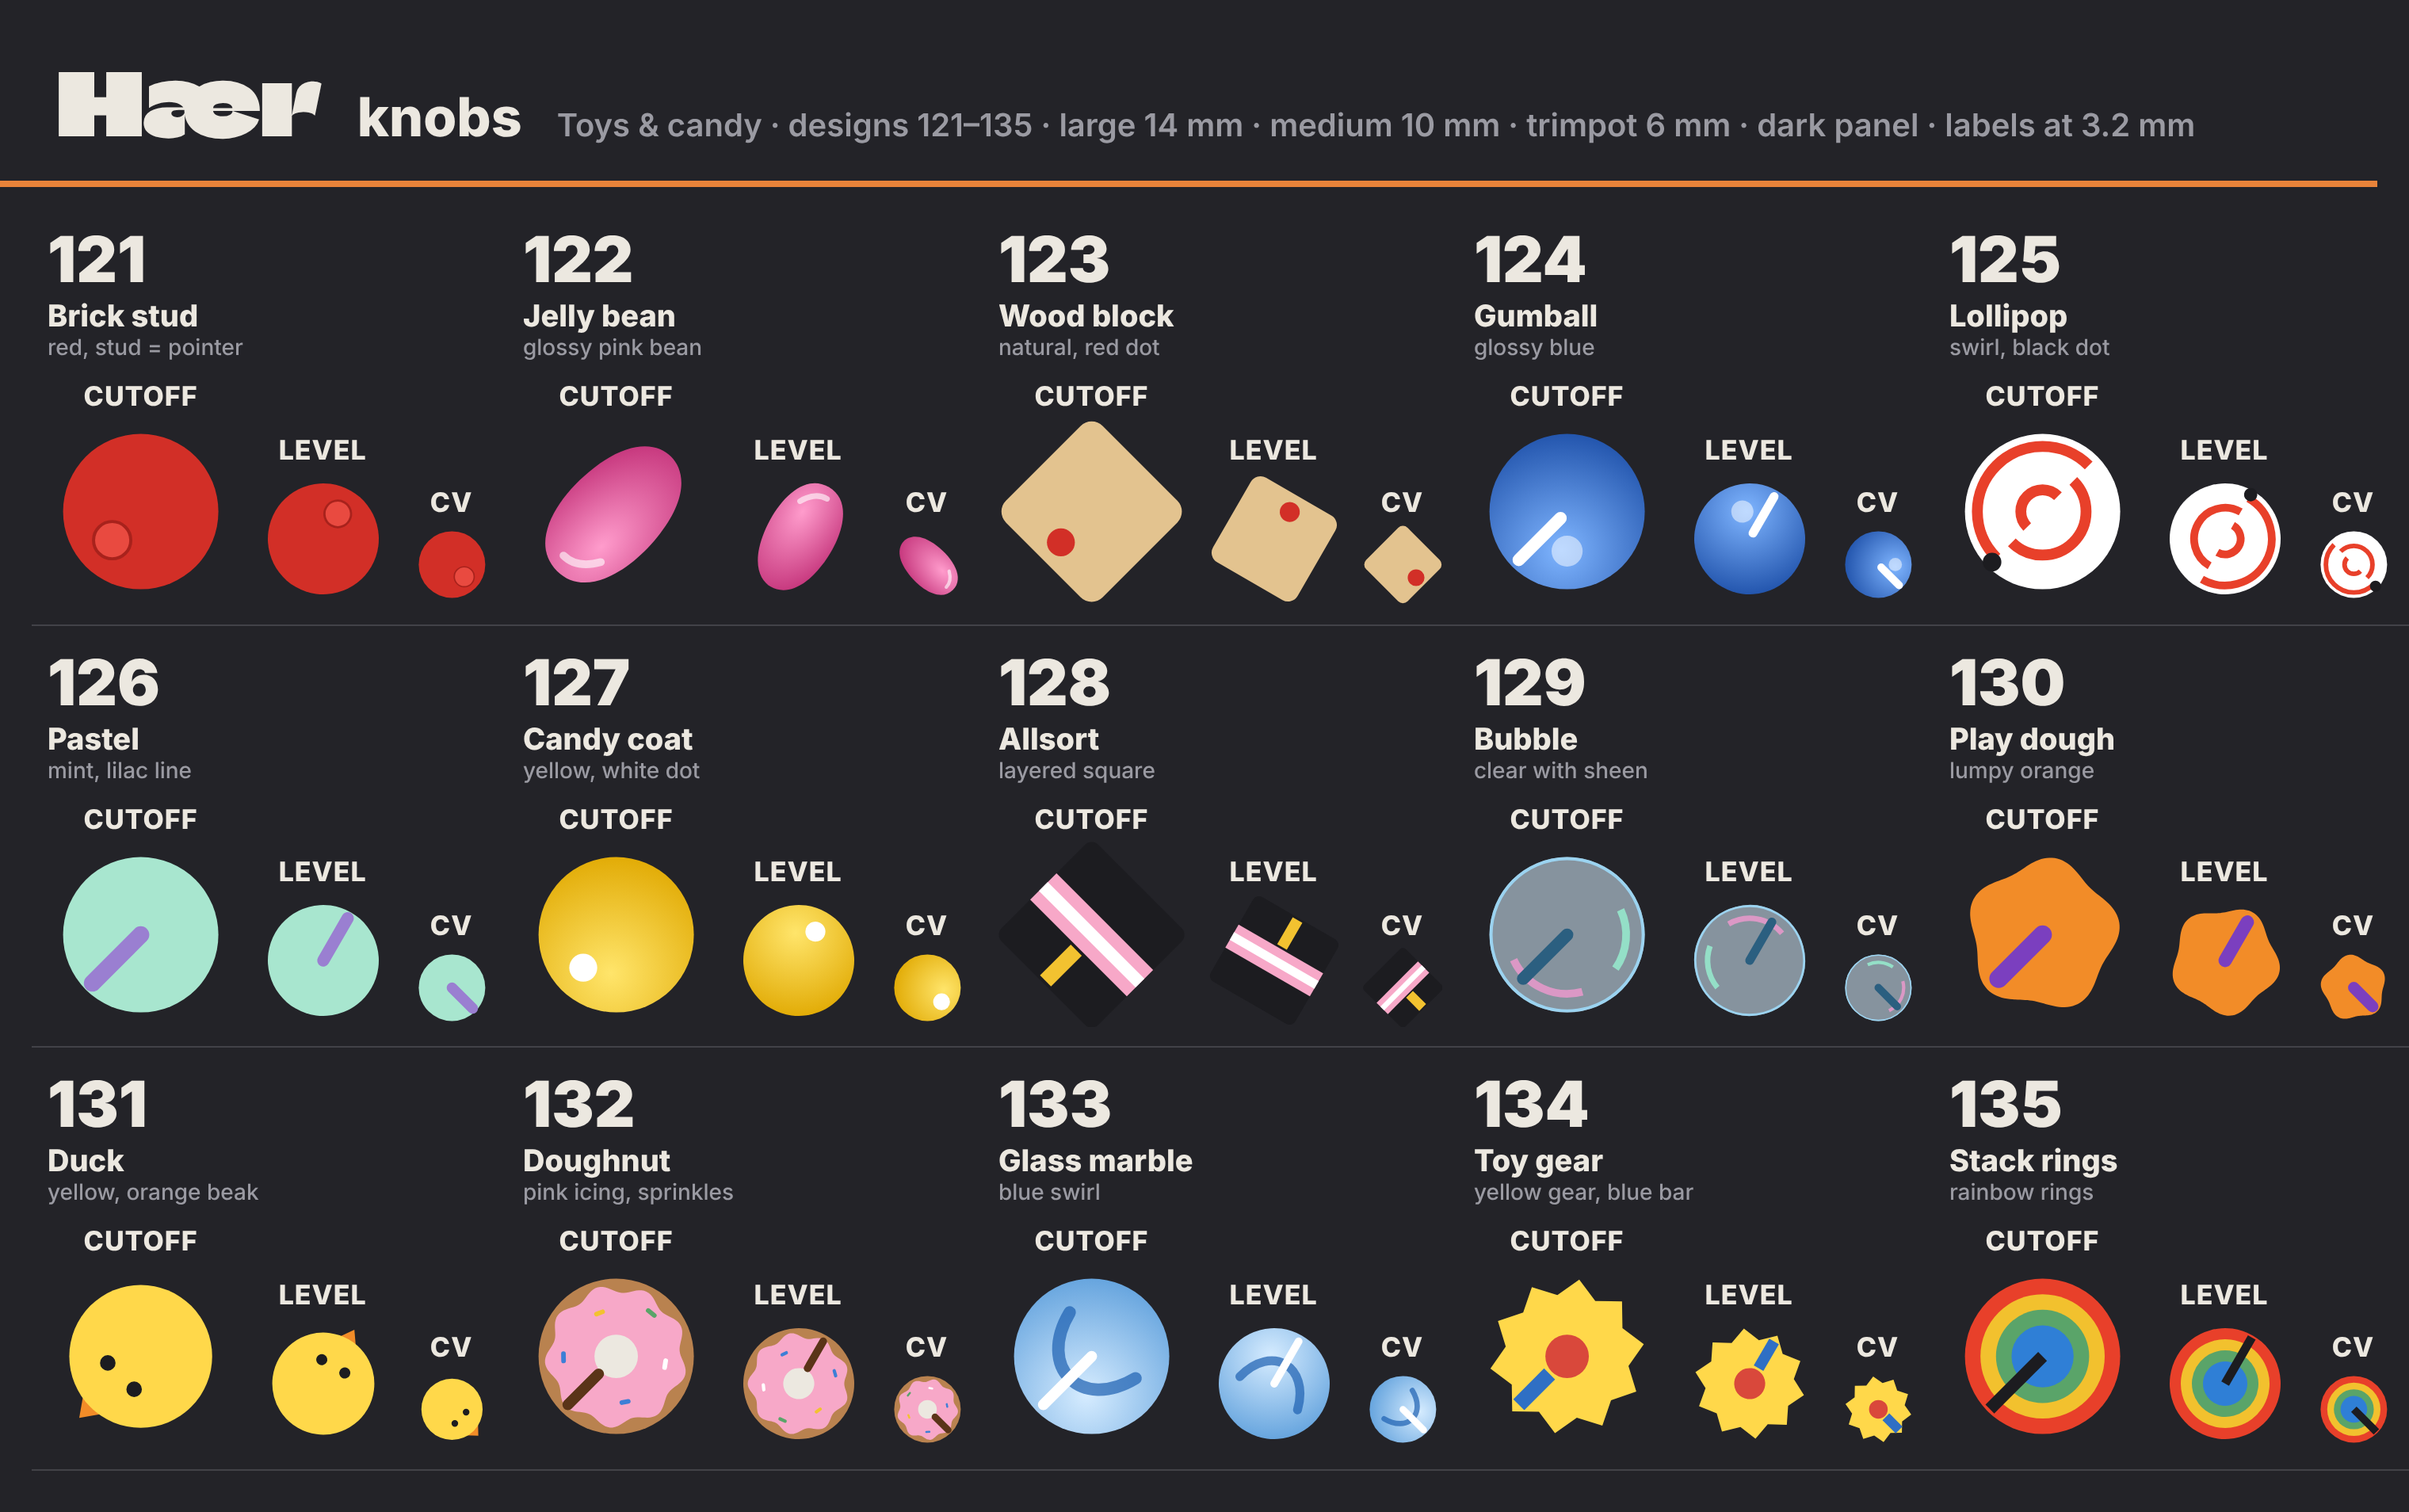 Hær knobs Toys & candy · designs 121–135 · large 14 mm · medium 10 mm · trimpot 6 mm · dark panel · labels at 3.2 mm
121 122 123 124 125
Brick stud Jelly bean Wood block Gumball Lollipop
red, stud = pointer glossy pink bean natural, red dot glossy blue swirl, black dot
CUTOFF CUTOFF CUTOFF CUTOFF CUTOFF
LEVEL LEVEL LEVEL LEVEL LEVEL
CV CV CV CV CV
126 127 128 129 130
Pastel Candy coat Allsort Bubble Play dough
mint, lilac line yellow, white dot layered square clear with sheen lumpy orange
CUTOFF CUTOFF CUTOFF CUTOFF CUTOFF
LEVEL LEVEL LEVEL LEVEL LEVEL
CV CV CV CV CV
131 132 133 134 135
Duck Doughnut Glass marble Toy gear Stack rings
yellow, orange beak pink icing, sprinkles blue swirl yellow gear, blue bar rainbow rings
CUTOFF CUTOFF CUTOFF CUTOFF CUTOFF
LEVEL LEVEL LEVEL LEVEL LEVEL
CV CV CV CV CV